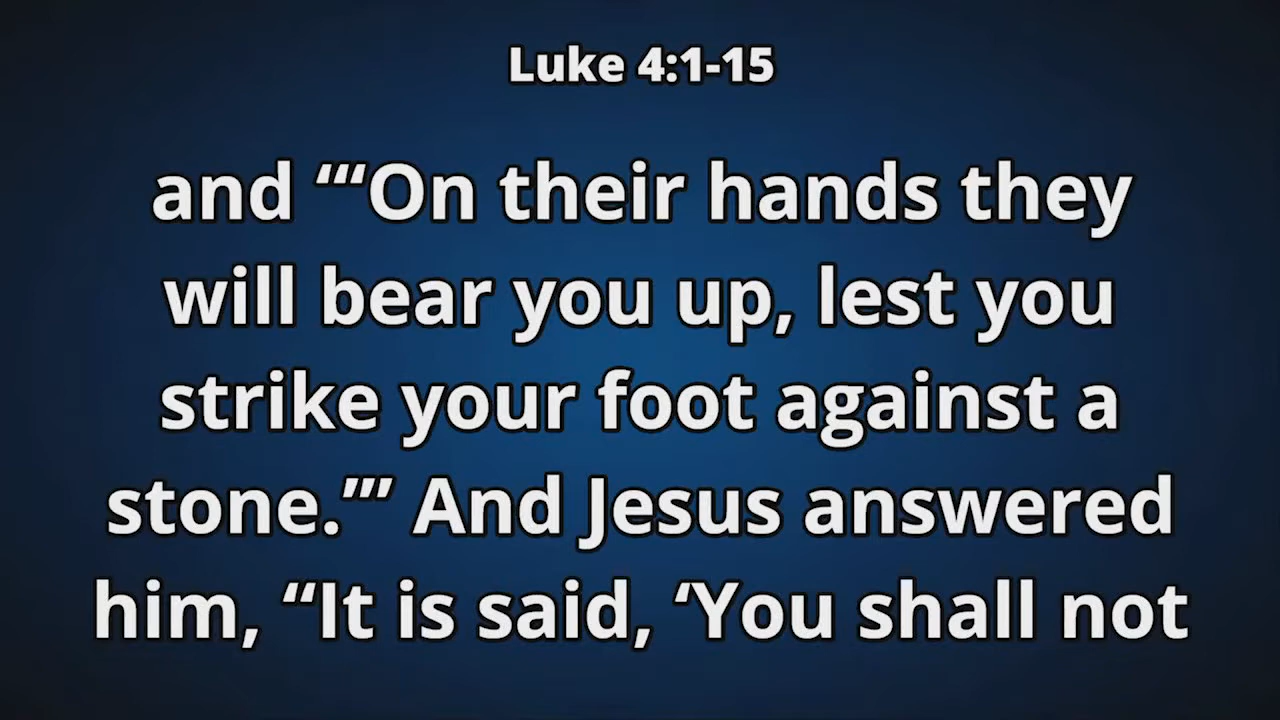 Luke 4:1-15
and “‘“On their hands they
will bear you up, lest you
strike your foot against a
stone.’” And Jesus answered
him, “It is said, ‘You shall not